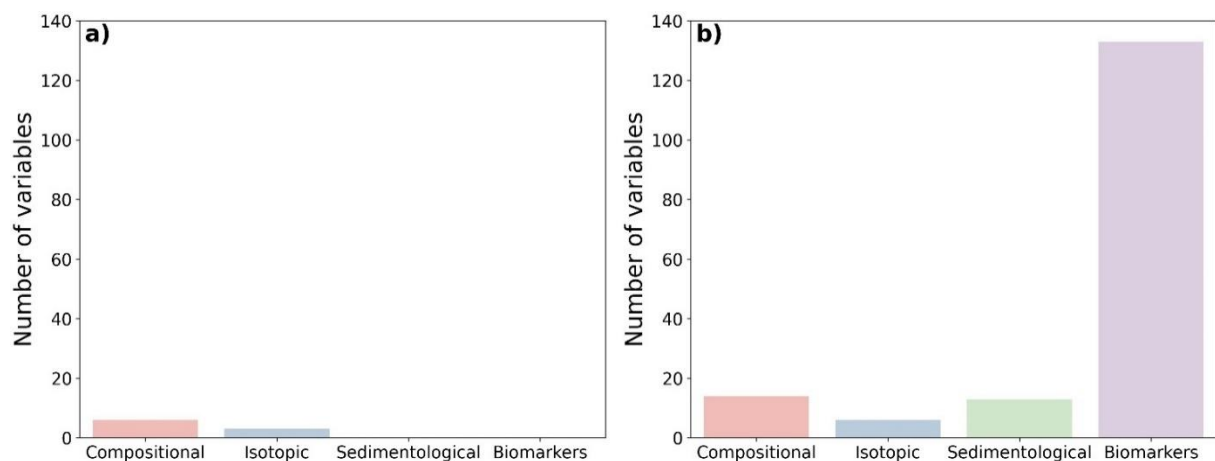 a)
Number of variables
140
120
100
80
60
40
20
0
Compositional Isotopic Sedimentological Biomarkers
b)
Number of variables
140
120
100
80
60
40
20
0
Compositional Isotopic Sedimentological Biomarkers